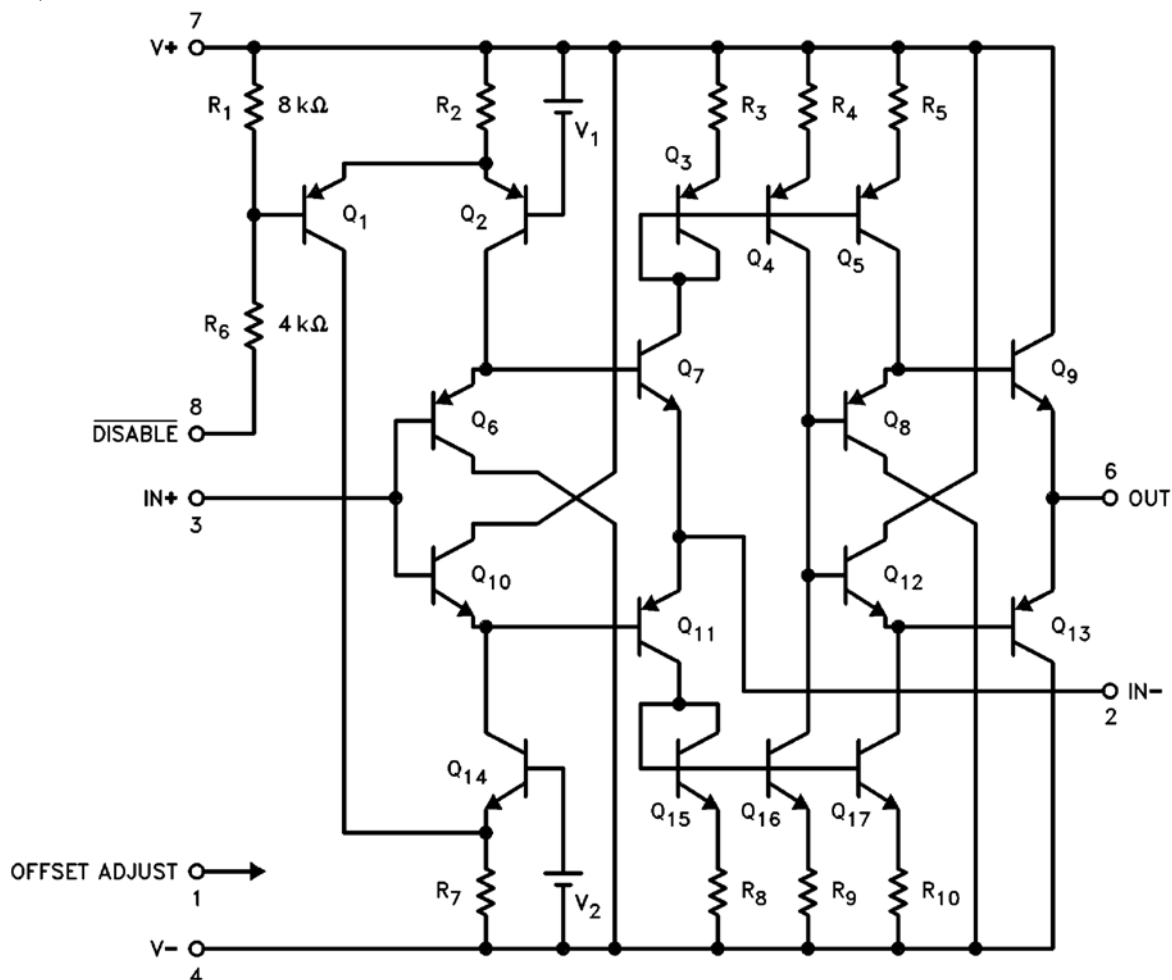 7
V+
R1 8 kΩ
R2
V1
R3
R4
R5
Q3
Q1
Q2
Q4
Q5
R6 4 kΩ
Q7
Q9
8
DISABLE
Q6
Q8
6
OUT
IN+
3
Q10
Q12
Q11
Q13
IN−
2
Q14
Q15
Q16
Q17
OFFSET ADJUST
1
R7
V2
R8
R9
R10
V−
4